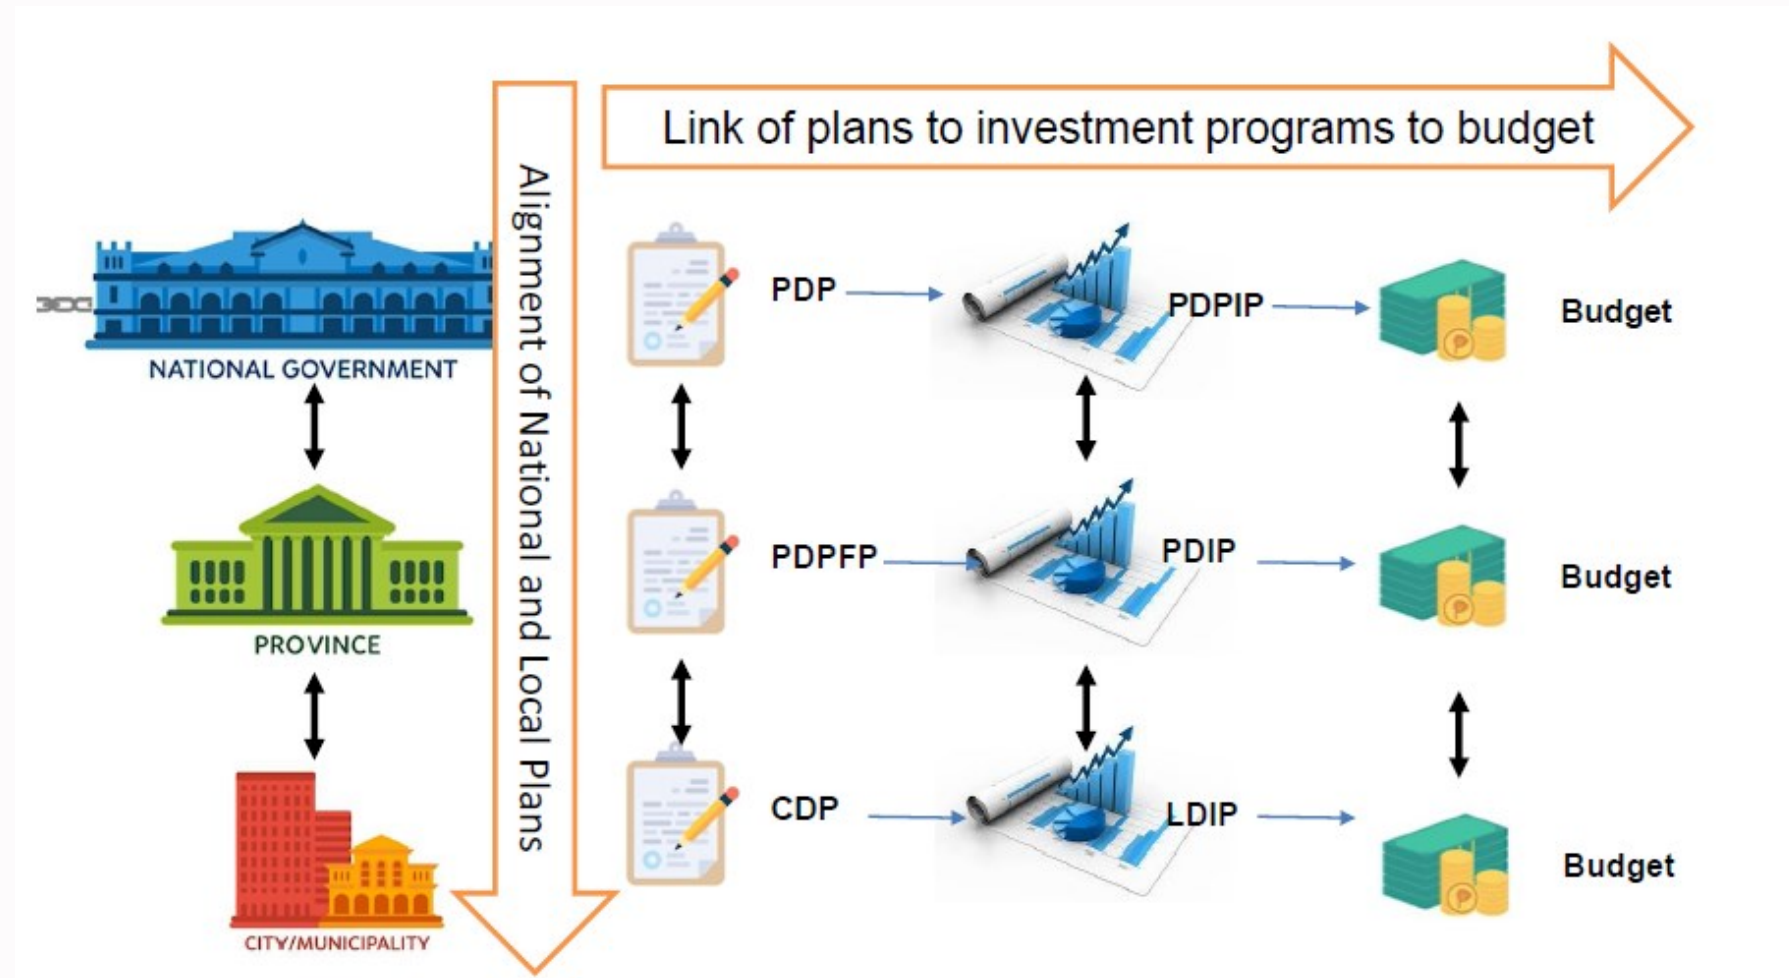 Link of plans to investment programs to budget
Alignment of National and Local Plans
NATIONAL GOVERNMENT
PDP
PDPIP
Budget
PROVINCE
PDPFP
PDIP
Budget
CITY/MUNICIPALITY
CDP
LDIP
Budget